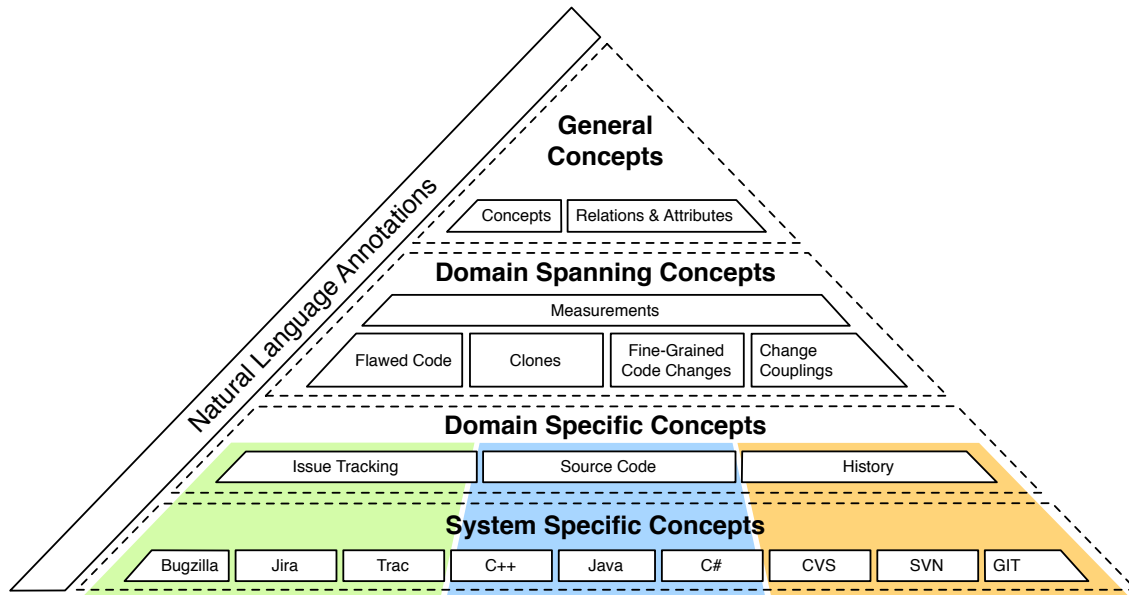 General
Concepts
Concepts
Relations & Attributes
Natural Language Annotations
Domain Spanning Concepts
Measurements
Flawed Code
Clones
Fine-Grained
Code Changes
Change
Couplings
Domain Specific Concepts
Issue Tracking
Source Code
History
System Specific Concepts
Bugzilla
Jira
Trac
C++
Java
C#
CVS
SVN
GIT